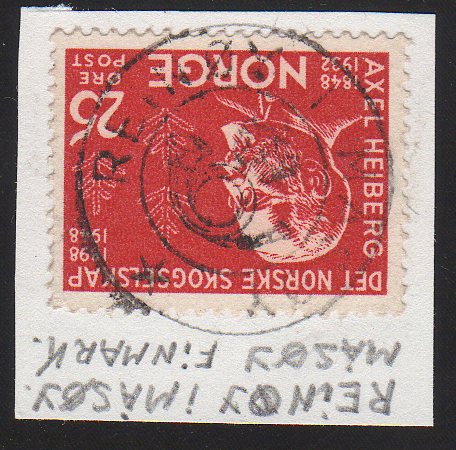 REiNØY i MÅSØY.
MÅSØY FiNMARK.
DET NORSKE SKOGSELSKAP
1898
1948
AXEL HEIBERG
1848
1932
NORGE
25
ØRE
POST